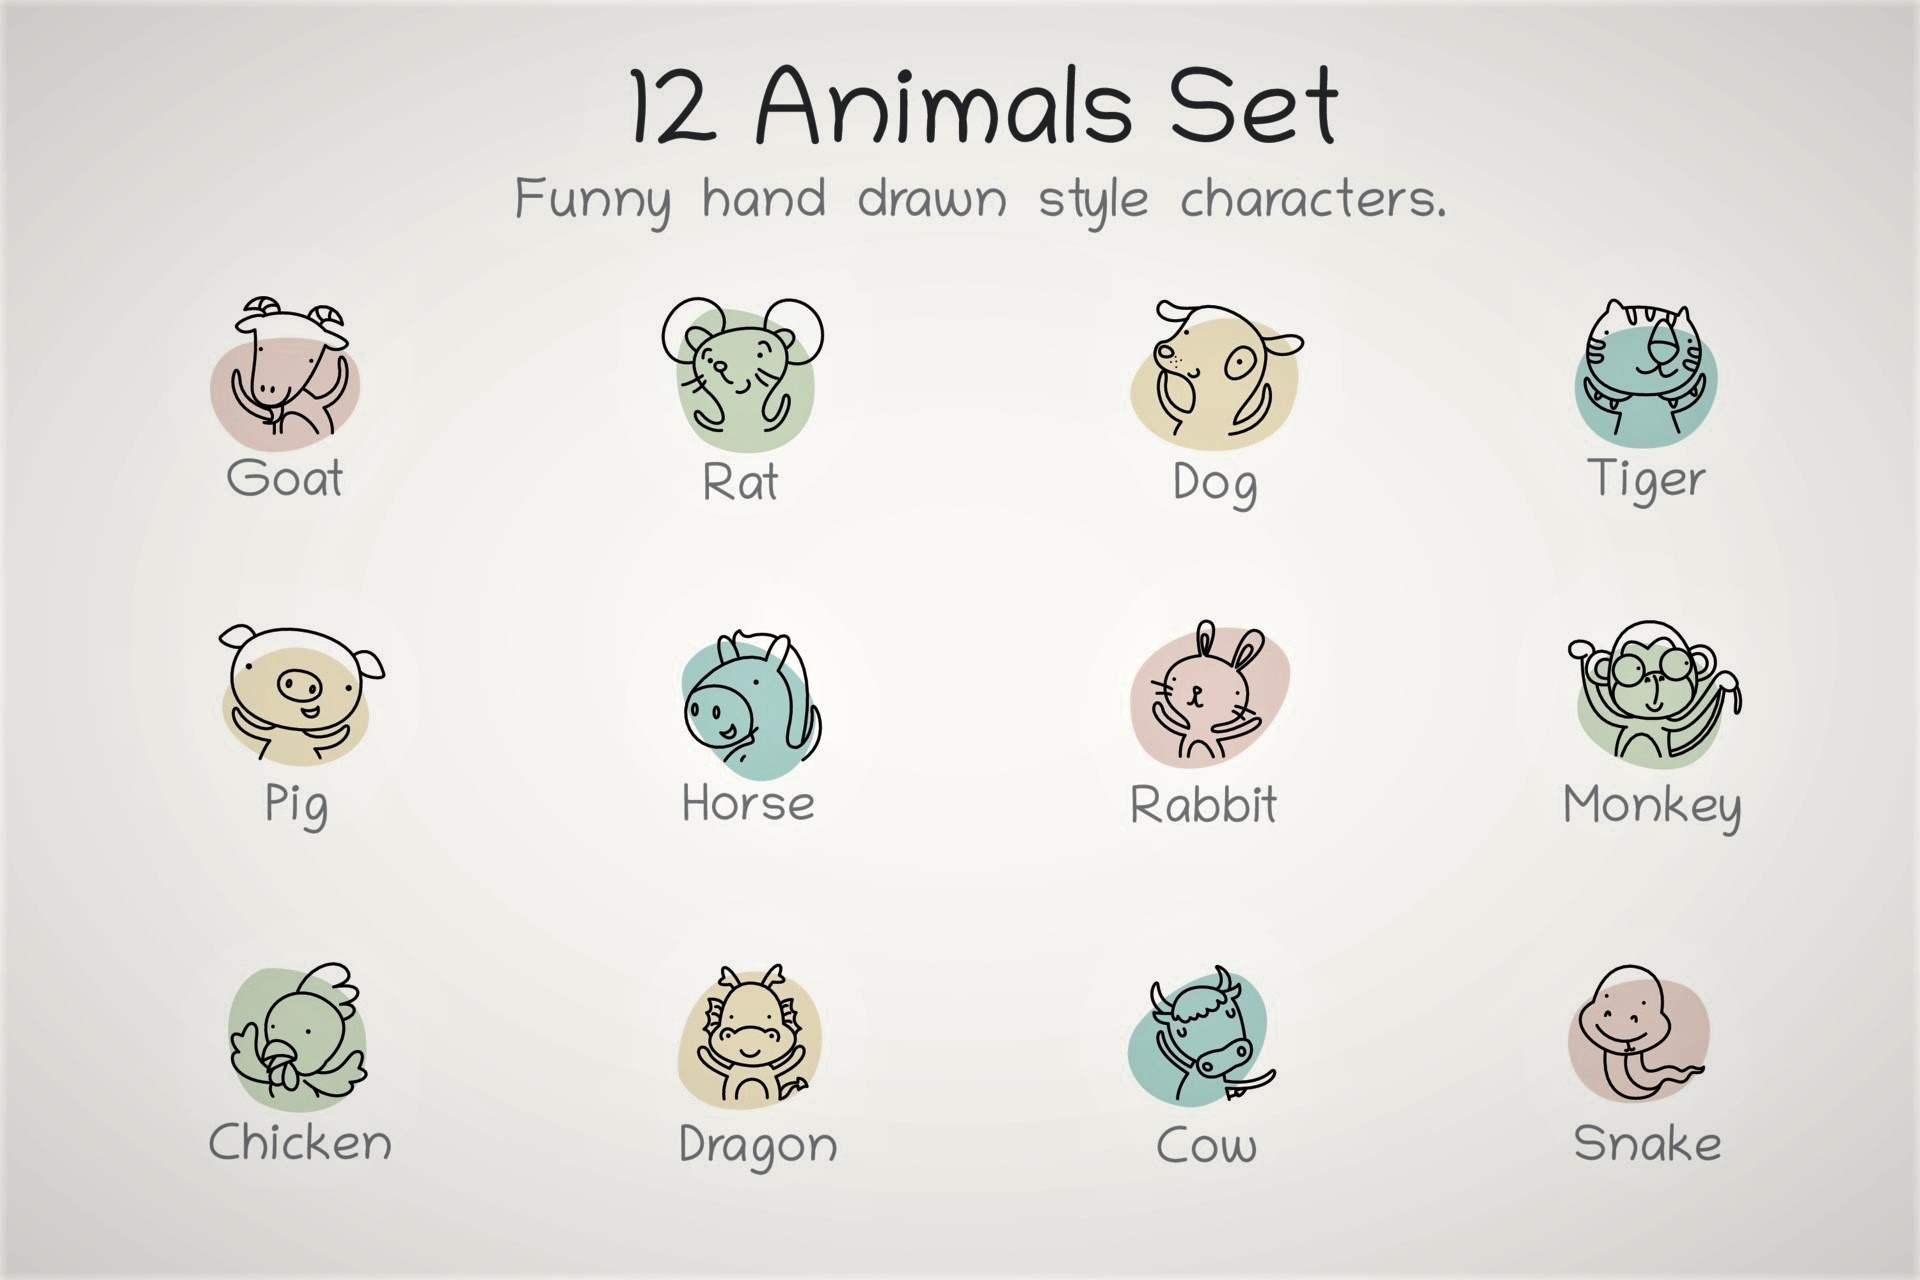 12 Animals Set
Funny hand drawn style characters.
Goat
Rat
Dog
Tiger
Pig
Horse
Rabbit
Monkey
Chicken
Dragon
Cow
Snake